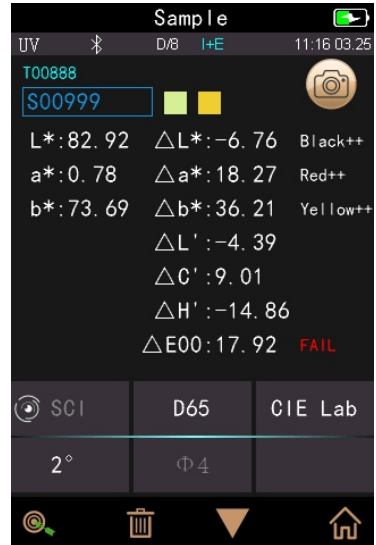 Sample
UV D/8 I+E 11:16 03.25
T00888
S00999
L*:82.92 △L*:-6.76 Black++
a*:0.78 △a*:18.27 Red++
b*:73.69 △b*:36.21 Yellow++
△L':-4.39
△C':9.01
△H':-14.86
△E00:17.92 FAIL
SCI D65 CIE Lab
2° Φ4